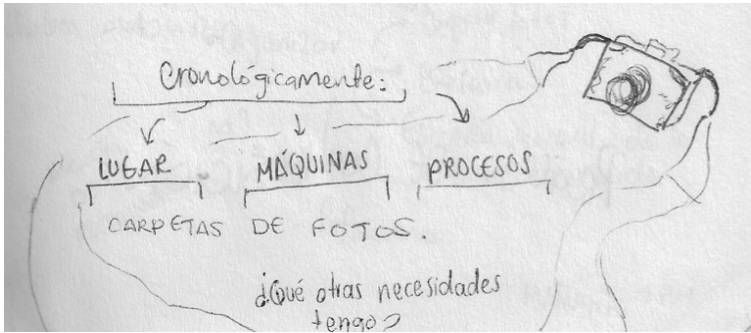 Cronológicamente:
LUGAR MÁQUINAS PROCESOS
CARPETAS DE FOTOS.
¿Qué otras necesidades
tengo?